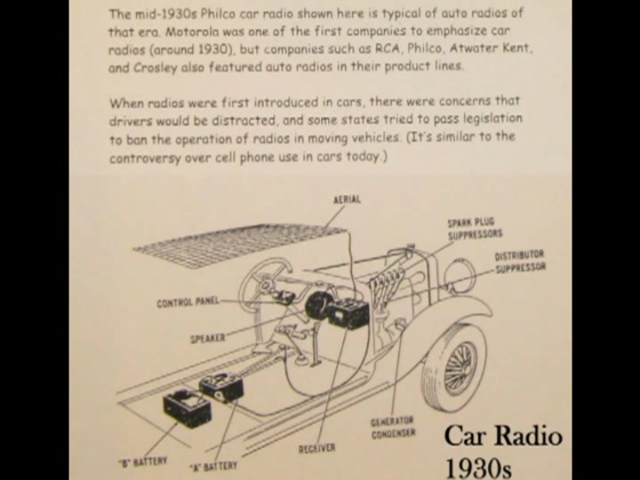 The mid-1930s Philco car radio shown here is typical of auto radios of
that era. Motorola was one of the first companies to emphasize car
radios (around 1930), but companies such as RCA, Philco, Atwater Kent,
and Crosley also featured auto radios in their product lines.
When radios were first introduced in cars, there were concerns that
drivers would be distracted, and some states tried to pass legislation
to ban the operation of radios in moving vehicles. (It's similar to the
controversy over cell phone use in cars today.)
AERIAL
SPARK PLUG
SUPPRESSORS
DISTRIBUTOR
SUPPRESSOR
CONTROL PANEL
SPEAKER
"B" BATTERY
"A" BATTERY
RECEIVER
GENERATOR
CONDENSER
Car Radio
1930s